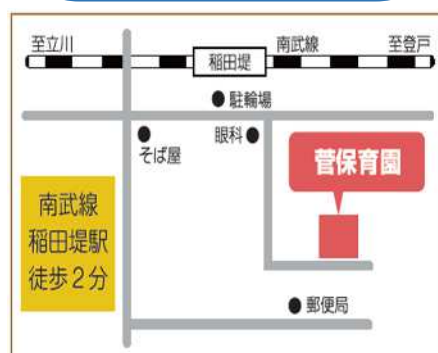 至立川
稲田堤
南武線
至登戸
駐輪場
そば屋
眼科
菅保育園
南武線
稲田堤駅
徒歩2分
郵便局